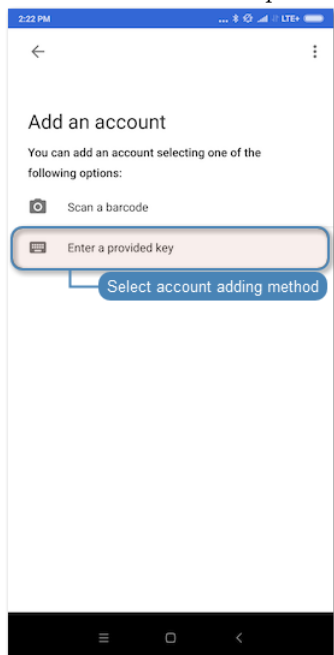 2:22 PM ... LTE+
Add an account
You can add an account selecting one of the
following options:
Scan a barcode
Enter a provided key
Select account adding method